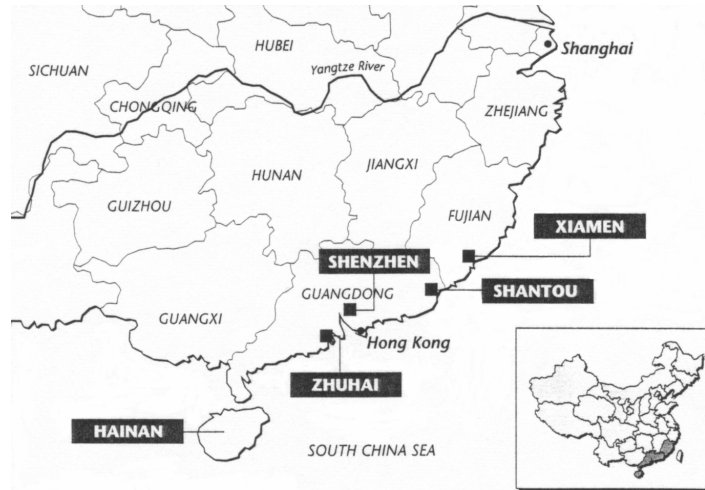 HUBEI
Shanghai
SICHUAN
Yangtze River
CHONGQING
ZHEJIANG
HUNAN
JIANGXI
GUIZHOU
FUJIAN
XIAMEN
SHENZHEN
SHANTOU
GUANGDONG
GUANGXI
Hong Kong
ZHUHAI
HAINAN
SOUTH CHINA SEA